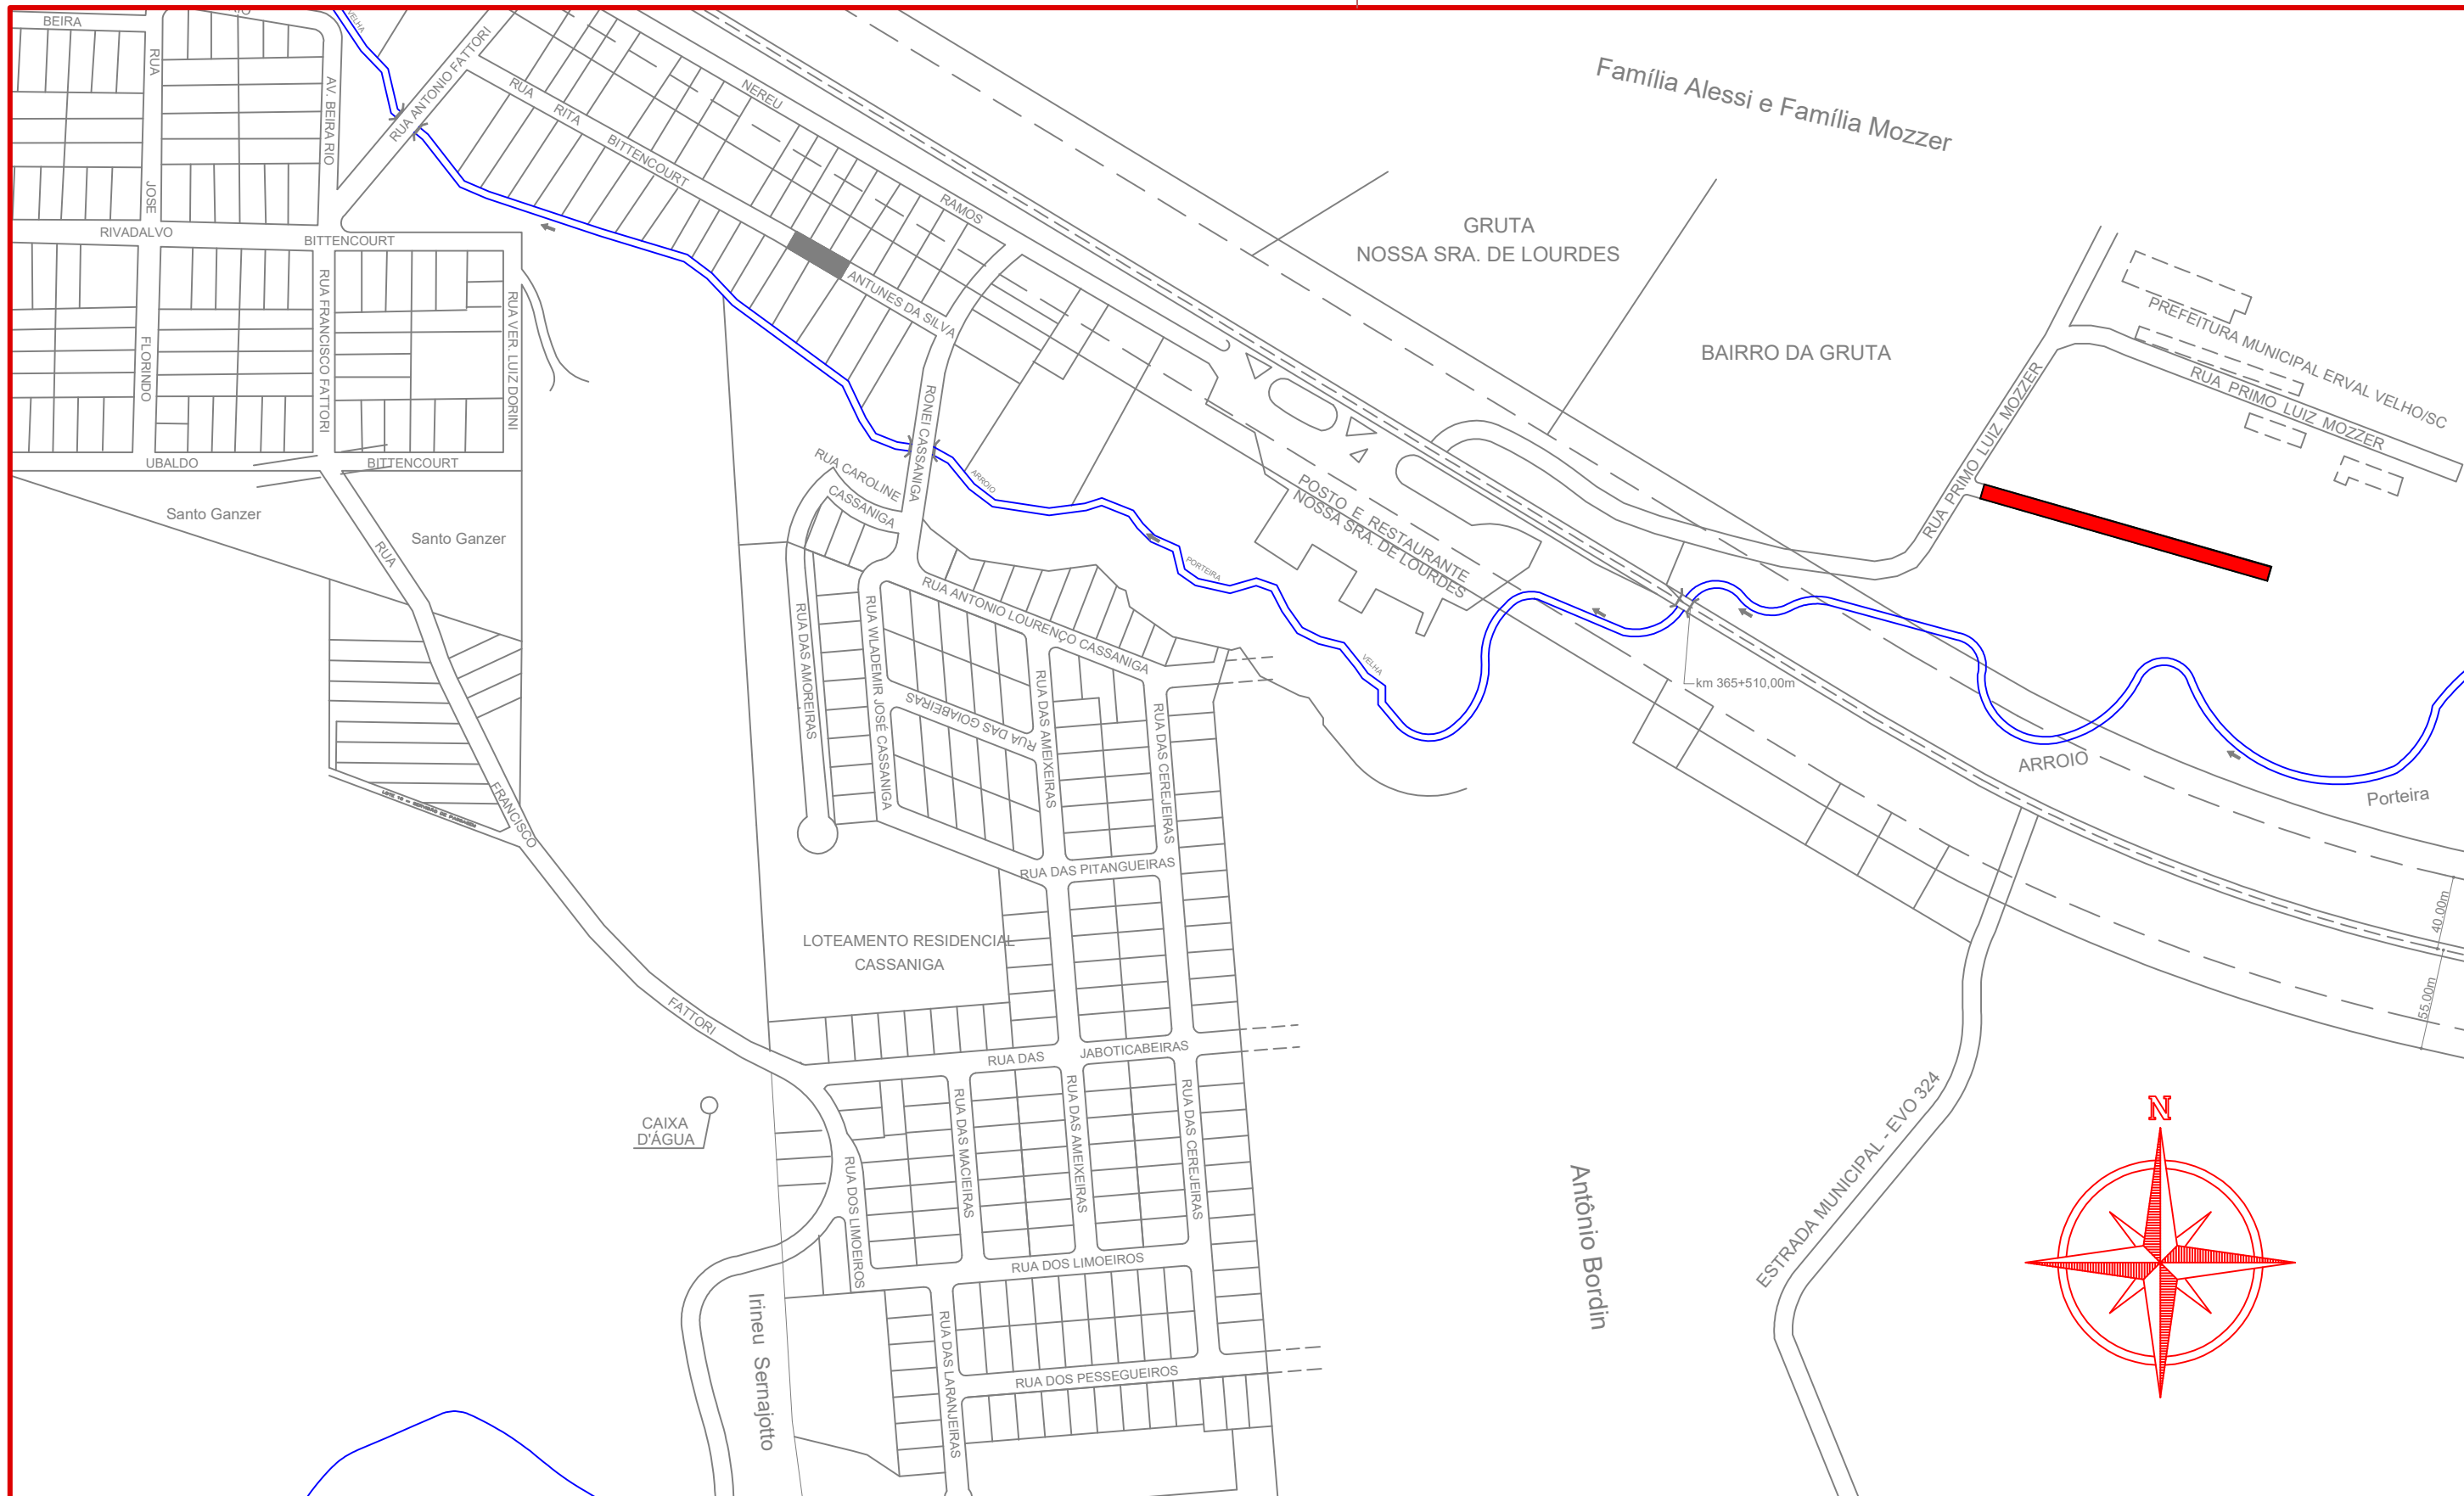 BEIRA
VELHA
RUA
AV. BEIRA RIO
RUA ANTONIO FATTORI
RUA
RITA
BITTENCOURT
NEREU
RAMOS
ANTUNES DA SILVA
JOSE
RIVADALVO
BITTENCOURT
FLORINDO
RUA FRANCISCO FATTORI
RUA VER. LUIZ DORINI
UBALDO
BITTENCOURT
Santo Ganzer
Santo Ganzer
RUA
FRANCISCO
FATTORI
Família Alessi e Família Mozzer
GRUTA
NOSSA SRA. DE LOURDES
BAIRRO DA GRUTA
PREFEITURA MUNICIPAL ERVAL VELHO/SC
RUA PRIMO LUIZ MOZZER
RUA PRIMO LUIZ MOZZER
POSTO E RESTAURANTE
NOSSA SRA. DE LOURDES
RONEI CASSANIGA
RUA CAROLINE
CASSANIGA
ARROIO
PORTEIRA
VELHA
km 365+510,00m
ARROIO
Porteira
40.00m
55.00m
RUA ANTONIO LOURENÇO CASSANIGA
RUA DAS AMOREIRAS
RUA WLADEMIR JOSÉ CASSANIGA
RUA DAS GOIABEIRAS
RUA DAS AMEIXEIRAS
RUA DAS CEREJEIRAS
RUA DAS PITANGUEIRAS
LOTEAMENTO RESIDENCIAL
CASSANIGA
RUA DAS
JABOTICABEIRAS
CAIXA
D'ÁGUA
RUA DOS LIMOEIROS
RUA DAS MACIEIRAS
RUA DAS AMEIXEIRAS
RUA DAS CEREJEIRAS
RUA DOS LIMOEIROS
RUA DAS LARANJEIRAS
RUA DOS PESSEGUEIROS
Irineu Sernajotto
Antônio Bordin
ESTRADA MUNICIPAL - EVO 324
N